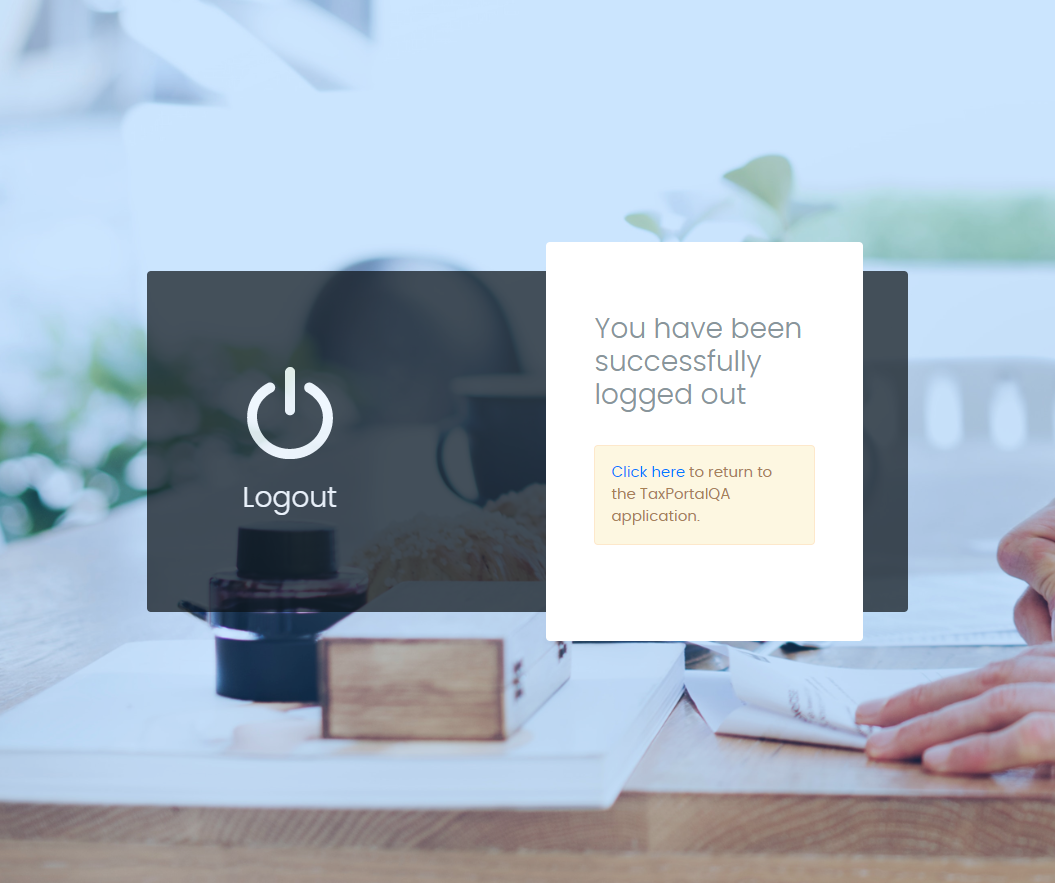 Logout
You have been
successfully
logged out
Click here to return to
the TaxPortalQA
application.